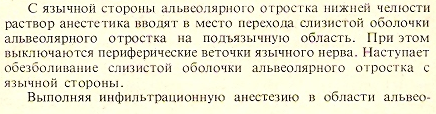 С язычной стороны альвеолярного отростка нижней челюсти
раствор анестетика вводят в место перехода слизистой оболочки
альвеолярного отростка на подъязычную область. При этом
выключаются периферические веточки язычного нерва. Наступает
обезболивание слизистой оболочки альвеолярного отростка с
язычной стороны.
Выполняя инфильтрационную анестезию в области альвео-